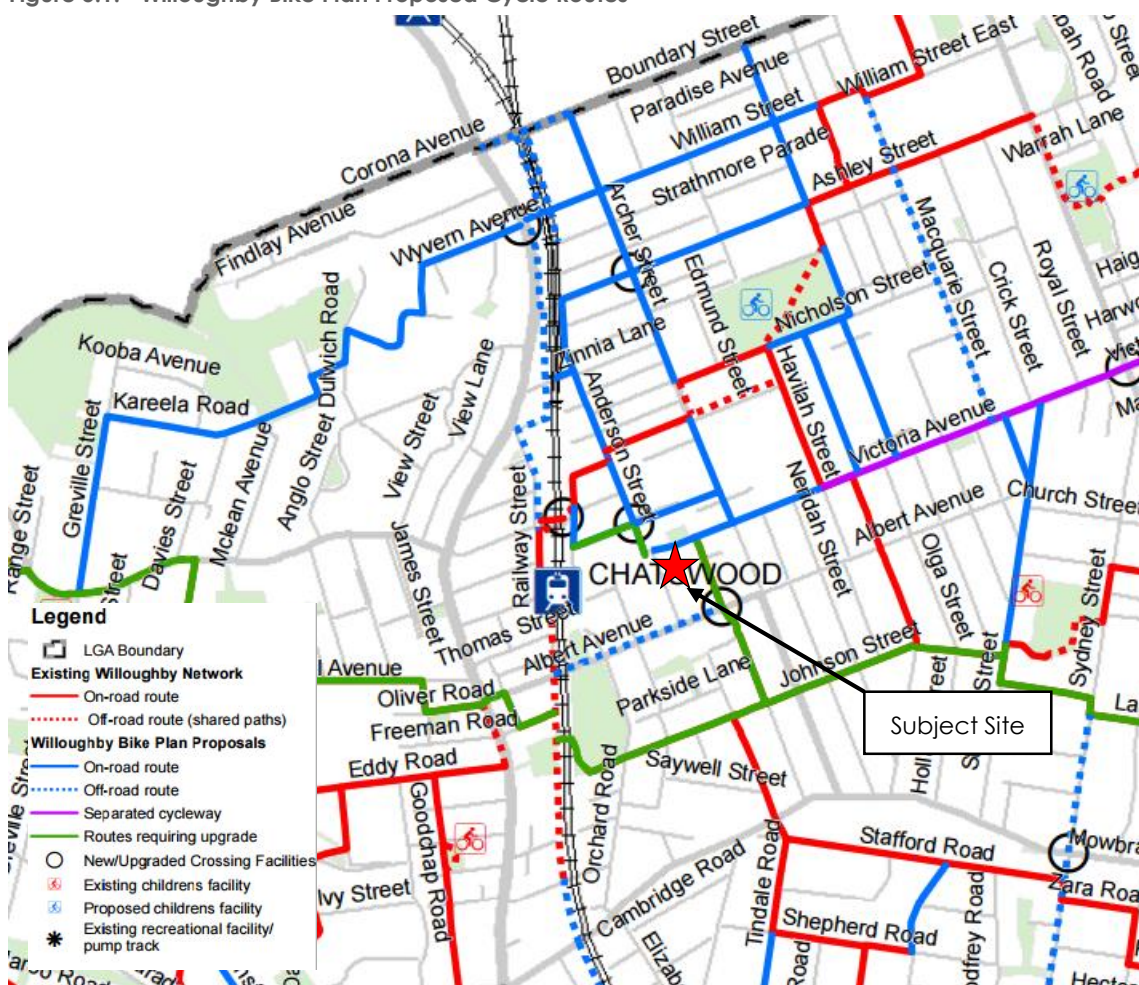 Boundary Street
Paradise Avenue
William Street East
William Street
Corona Avenue
Strathmore Parade
Ashley Street
Warrah Lane
Findlay Avenue
Wyvern Avenue
Archer Street
Macquarie Street
Royal Street
Crick Street
Edmund Street
Nicholson Street
Kooba Avenue
Dulwich Road
Zinnia Lane
View Lane
Kareela Road
Greville Street
Anglo Street
View Street
Anderson Street
Havilah Street
Victoria Avenue
Range Street
Davies Street
Mclean Avenue
James Street
Railway Street
Neridah Street
Albert Avenue
Church Street
Olga Street
CHATSWOOD
Street
Thomas Street
Albert Avenue
Sydney Street
Johnson Street
Parkside Lane
Oliver Road
Freeman Road
Subject Site
Eddy Road
Saywell Street
Orchard Road
Goodchap Road
Stafford Road
Cambridge Road
Tindale Road
Zara Road
Shepherd Road
Legend
LGA Boundary
Existing Willoughby Network
On-road route
Off-road route (shared paths)
Willoughby Bike Plan Proposals
On-road route
Off-road route
Separated cycleway
Routes requiring upgrade
New/Upgraded Crossing Facilities
Existing childrens facility
Proposed childrens facility
Existing recreational facility/
pump track